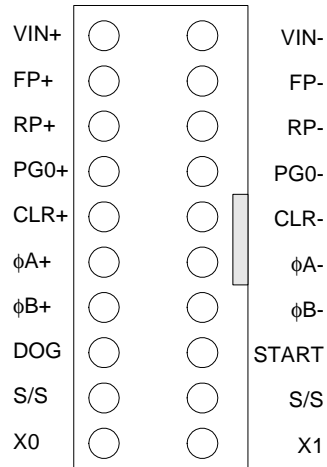 VIN+ VIN-
FP+ FP-
RP+ RP-
PG0+ PG0-
CLR+ CLR-
ϕA+ ϕA-
ϕB+ ϕB-
DOG START
S/S S/S
X0 X1